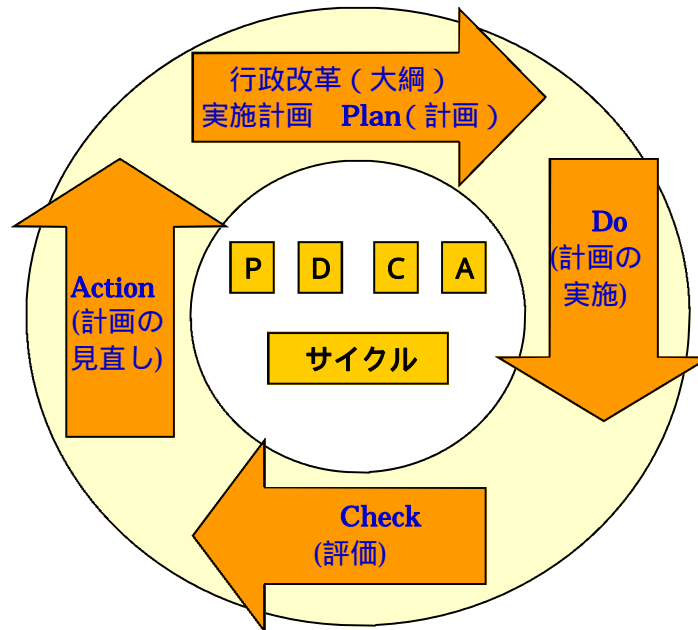 行政改革（大綱）
実施計画　Plan（計画）
Do
(計画の
実施)
Check
(評価)
Action
(計画の
見直し)
P D C A
サイクル